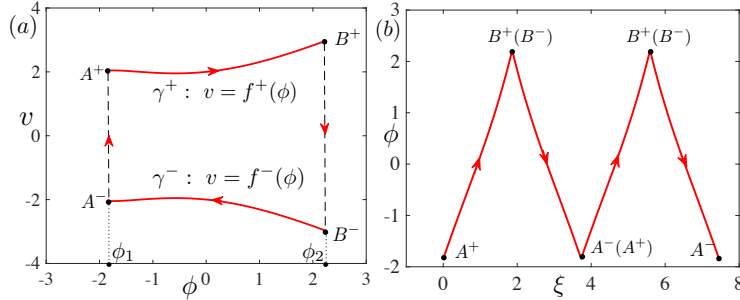 (a)
4
2
0
-2
-4
v
A⁺
B⁺
γ⁺ : v = f⁺(ϕ)
γ⁻ : v = f⁻(ϕ)
A⁻
B⁻
ϕ₁
ϕ₂
-3 -2 -1 0 1 2 3
ϕ
(b)
3
2
1
0
-1
-2
ϕ
B⁺(B⁻) B⁺(B⁻)
A⁺ A⁻(A⁺) A⁻
0 2 4 6 8
ξ